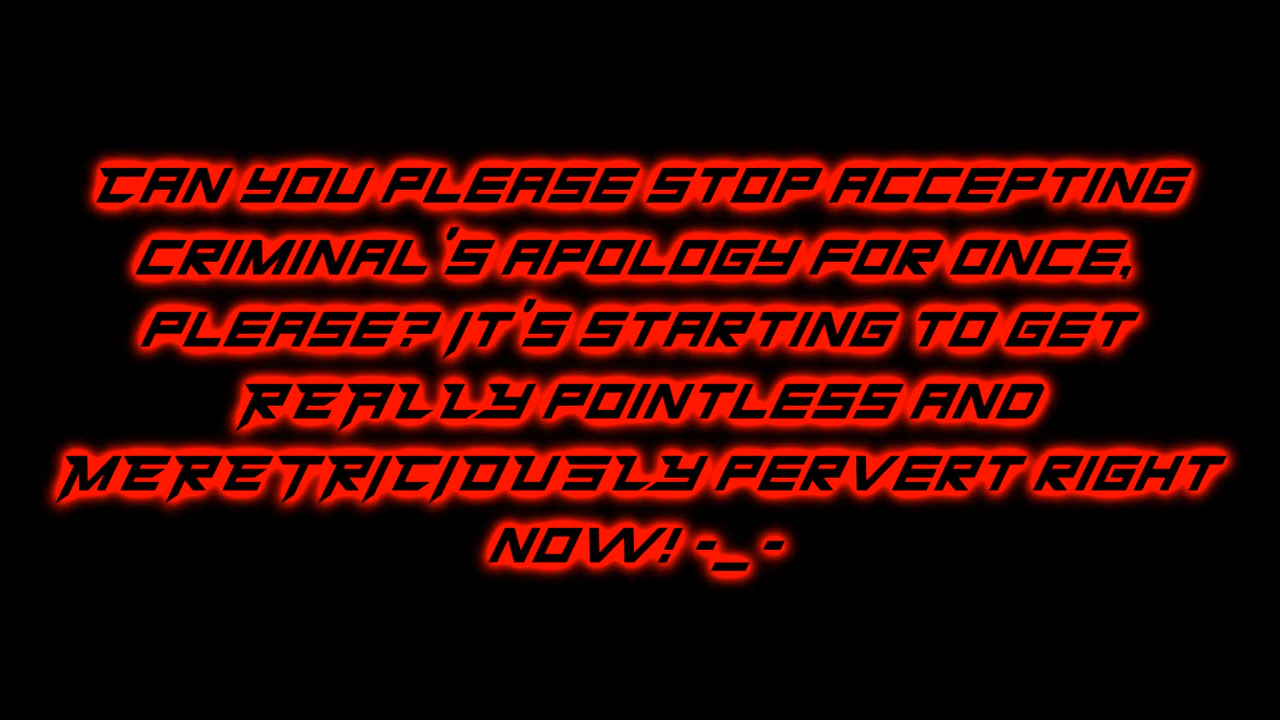 CAN YOU PLEASE STOP ACCEPTING
CRIMINAL'S APOLOGY FOR ONCE,
PLEASE? IT'S STARTING TO GET
REALLY POINTLESS AND
MERETRICIOUSLY PERVERT RIGHT
NOW! -_-